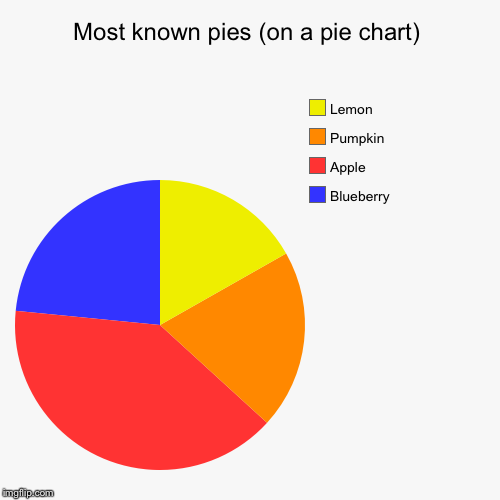 Most known pies (on a pie chart)
Lemon
Pumpkin
Apple
Blueberry
imgflip.com